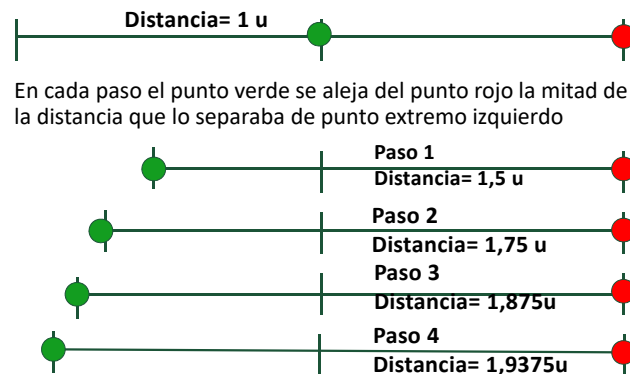 Distancia= 1 u
En cada paso el punto verde se aleja del punto rojo la mitad de
la distancia que lo separaba de punto extremo izquierdo
Paso 1
Distancia= 1,5 u
Paso 2
Distancia= 1,75 u
Paso 3
Distancia= 1,875u
Paso 4
Distancia= 1,9375u